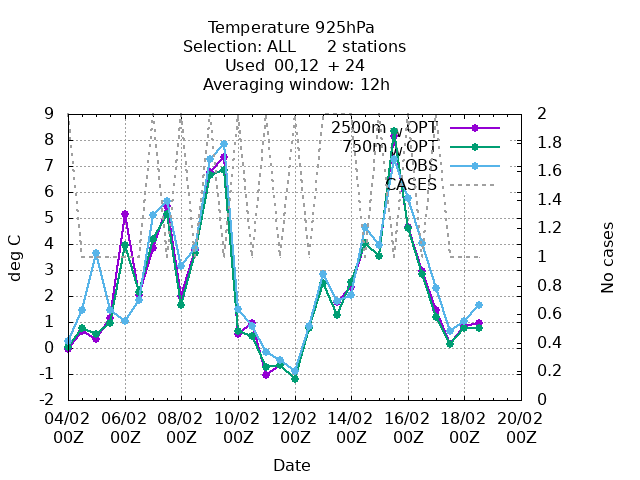 Temperature 925hPa
Selection: ALL 2 stations
Used 00,12 + 24
Averaging window: 12h
2500m_OPT
750m_OPT
OBS
CASES
deg C
No cases
9
8
7
6
5
4
3
2
1
0
-1
-2
2
1.8
1.6
1.4
1.2
1
0.8
0.6
0.4
0.2
0
04/02 06/02 08/02 10/02 12/02 14/02 16/02 18/02 20/02
00Z 00Z 00Z 00Z 00Z 00Z 00Z 00Z 00Z
Date